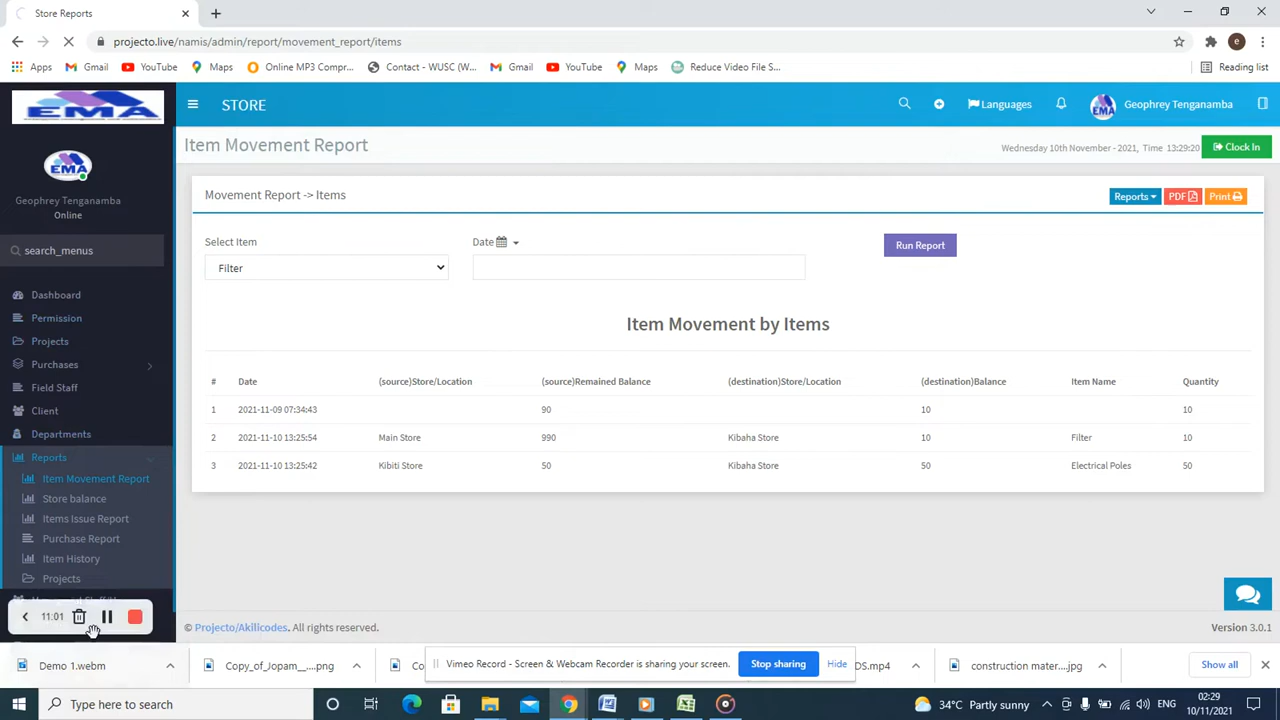 Store Reports
projecto.live/namis/admin/report/movement_report/items
e
Apps
Gmail
YouTube
Maps
Online MP3 Compr...
Contact - WUSC (W...
Gmail
YouTube
Maps
Reduce Video File S...
Reading list
EMA
STORE
Languages
EMA
Geophrey Tenganamba
Item Movement Report
Wednesday 10th November - 2021, Time 13:29:20
Clock In
EMA
Geophrey Tenganamba
Online
search_menus
Movement Report -> Items
Reports
PDF
Print
Select Item
Date
Filter
Run Report
Dashboard
Permission
Projects
Purchases
Field Staff
Client
Departments
Reports
Item Movement Report
Store balance
Items Issue Report
Purchase Report
Item History
Projects
Item Movement by Items
# Date (source)Store/Location (source)Remained Balance (destination)Store/Location (destination)Balance Item Name Quantity
1 2021-11-09 07:34:43 90 10 10
2 2021-11-10 13:25:54 Main Store 990 Kibaha Store 10 Filter 10
3 2021-11-10 13:25:42 Kibiti Store 50 Kibaha Store 50 Electrical Poles 50
11:01
© Projecto/Akilicodes. All rights reserved.
Version 3.0.1
Demo 1.webm
Copy_of_Jopam__....png
Co
Vimeo Record - Screen & Webcam Recorder is sharing your screen.
Stop sharing
Hide
DS.mp4
construction mater....jpg
Show all
Type here to search
34°C Partly sunny
ENG
02:29
10/11/2021